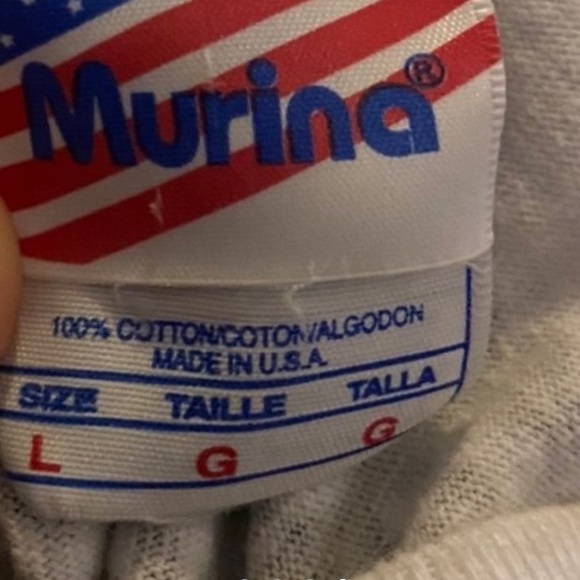 Murina®
100% COTTON/COTON/ALGODON
MADE IN U.S.A.
SIZE TAILLE TALLA
L G G